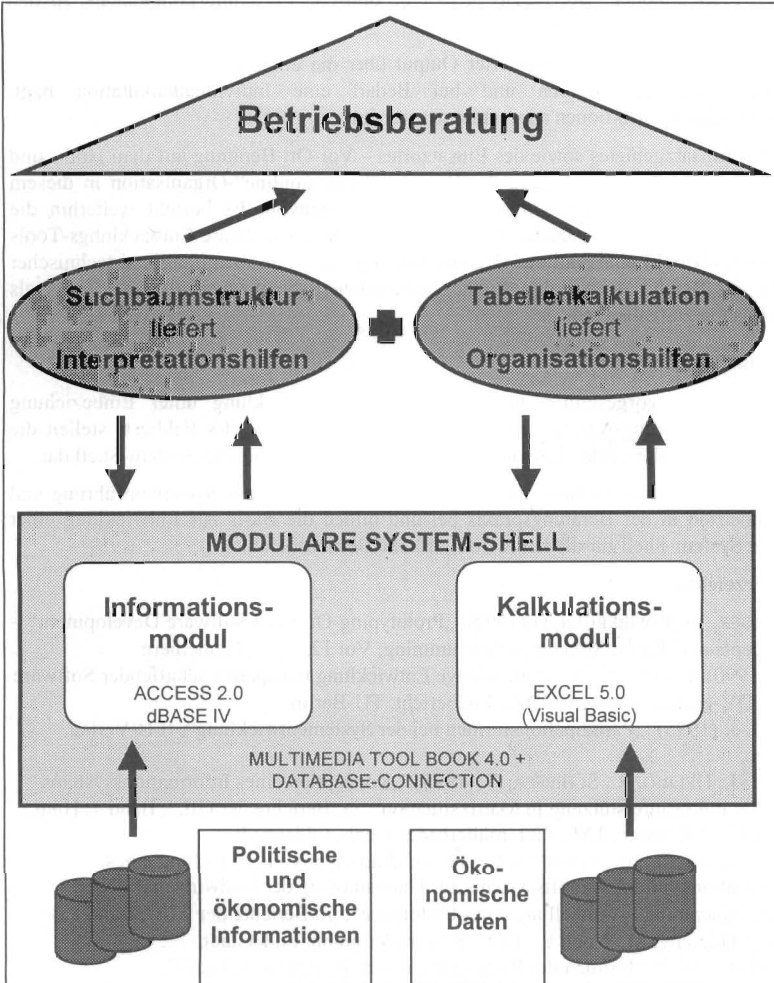 Betriebsberatung
Suchbaumstruktur
liefert
Interpretationshilfen
Tabellenkalkulation
liefert
Organisationshilfen
MODULARE SYSTEM-SHELL
Informations-
modul
ACCESS 2.0
dBASE IV
Kalkulations-
modul
EXCEL 5.0
(Visual Basic)
MULTIMEDIA TOOL BOOK 4.0 +
DATABASE-CONNECTION
Politische
und
ökonomische
Informationen
Öko-
nomische
Daten